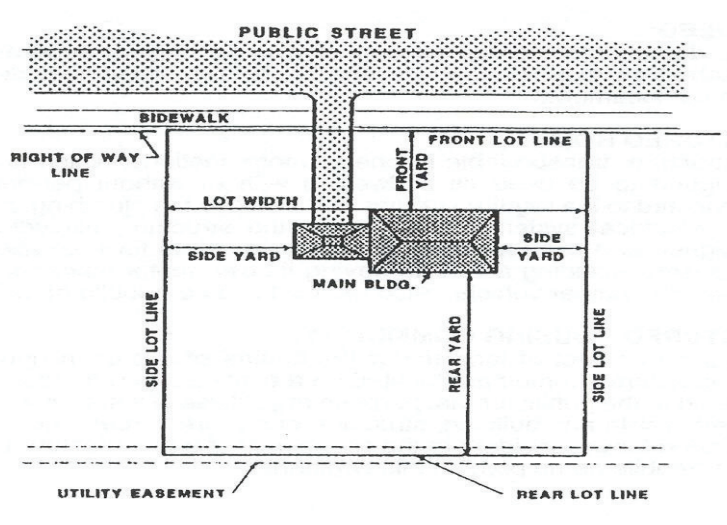 PUBLIC STREET
SIDEWALK
FRONT LOT LINE
RIGHT OF WAY
LINE
FRONT
YARD
LOT WIDTH
SIDE YARD
SIDE
YARD
MAIN BLDG.
SIDE LOT LINE
REAR YARD
SIDE LOT LINE
UTILITY EASEMENT
REAR LOT LINE